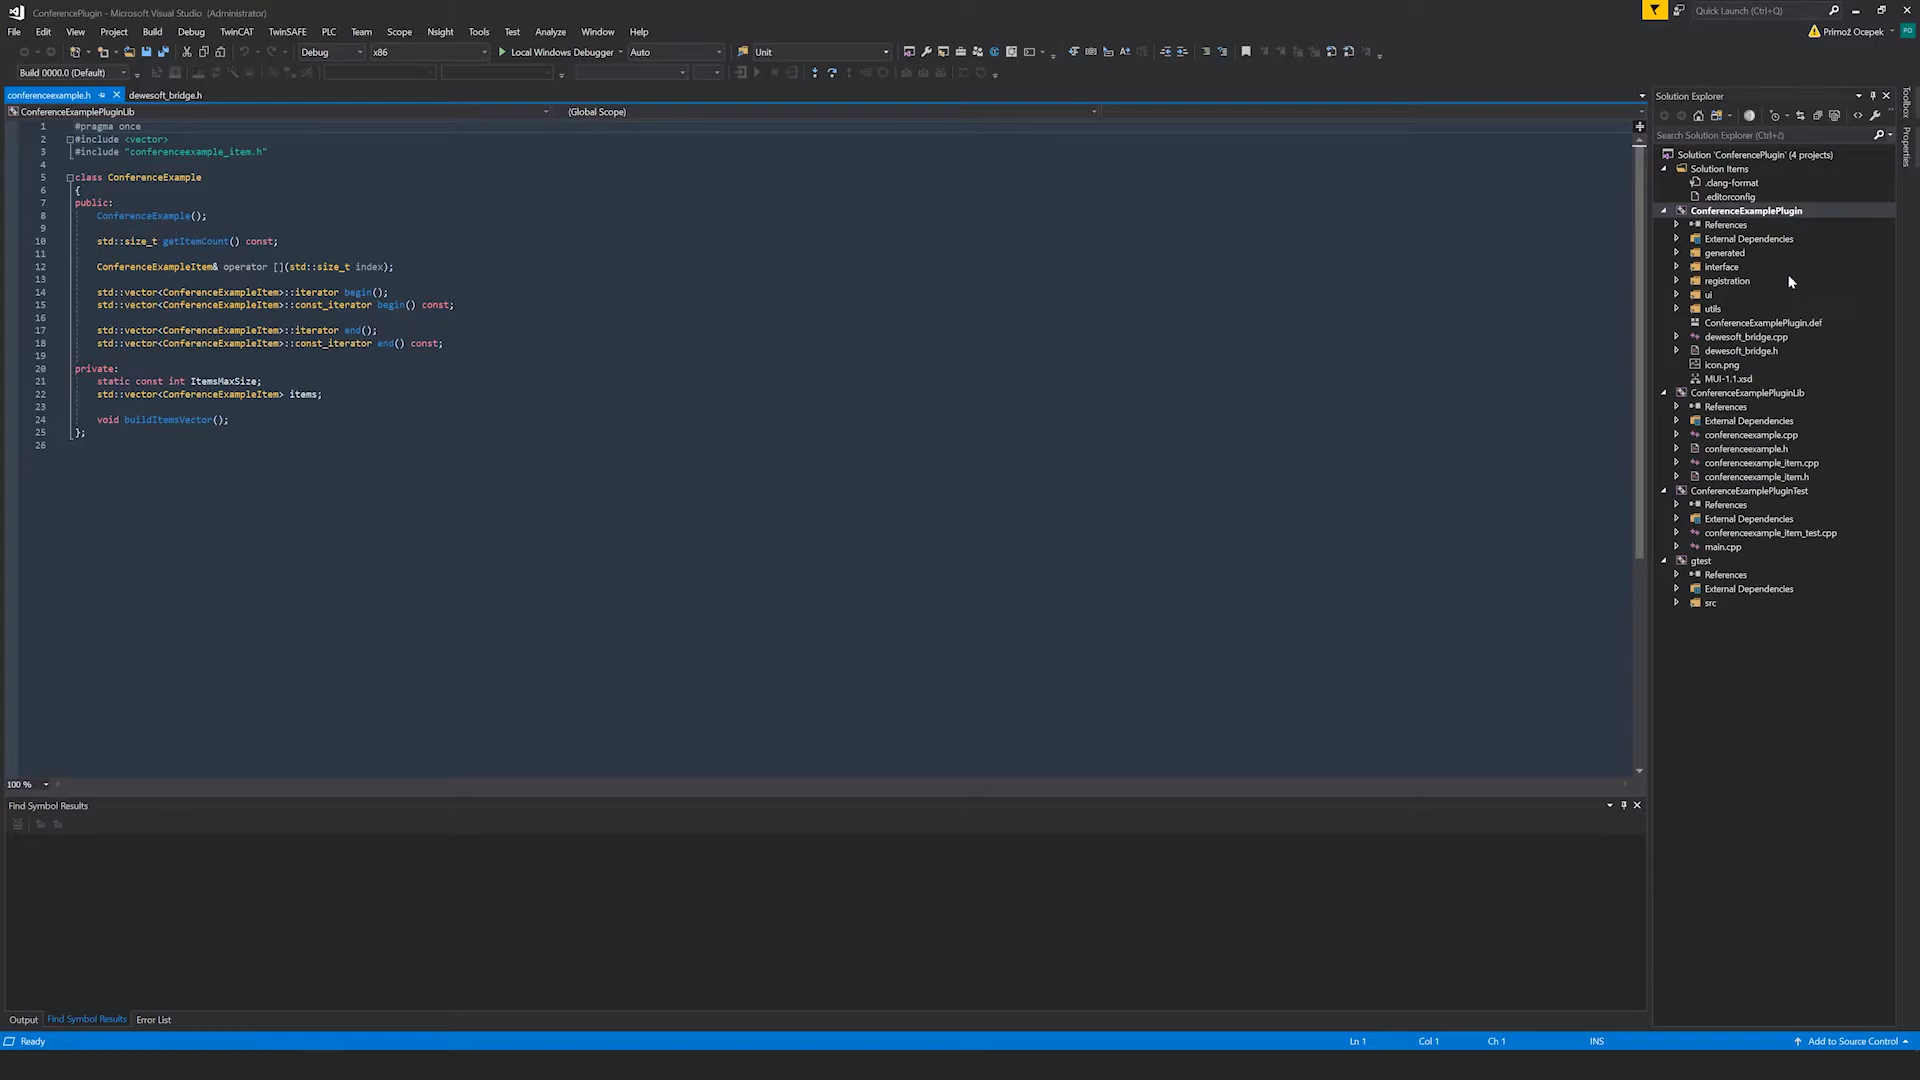 ConferencePlugin - Microsoft Visual Studio (Administrator)
Quick Launch (Ctrl+Q)
File Edit View Project Build Debug TwinCAT TwinSAFE PLC Team Analyze Scope Nsight Tools Test Analyze Window Help
Primož Ocepek
PO
Debug x86 Local Windows Debugger Auto Unit
Build 0000.0 (Default)
conferenceexample.h dewesoft_bridge.h
ConferenceExamplePluginLib (Global Scope)
1 #pragma once
2 #include <vector>
3 #include "conferenceexample_item.h"
4
5 class ConferenceExample
6 {
7 public:
8 ConferenceExample();
9
10 std::size_t getItemCount() const;
11
12 ConferenceExampleItem& operator [](std::size_t index);
13
14 std::vector<ConferenceExampleItem>::iterator begin();
15 std::vector<ConferenceExampleItem>::const_iterator begin() const;
16
17 std::vector<ConferenceExampleItem>::iterator end();
18 std::vector<ConferenceExampleItem>::const_iterator end() const;
19
20 private:
21 static const int ItemsMaxSize;
22 std::vector<ConferenceExampleItem> items;
23
24 void buildItemsVector();
25 };
26
100 %
Find Symbol Results
Output Find Symbol Results Error List
Ready
Ln 1 Col 1 Ch 1 INS Add to Source Control
Solution Explorer
Search Solution Explorer (Ctrl+č)
Solution 'ConferencePlugin' (4 projects)
Solution Items
.clang-format
.editorconfig
ConferenceExamplePlugin
References
External Dependencies
generated
interface
registration
ui
utils
ConferenceExamplePlugin.def
dewesoft_bridge.cpp
dewesoft_bridge.h
icon.png
MUI-1.1.xsd
ConferenceExamplePluginLib
References
External Dependencies
conferenceexample.cpp
conferenceexample.h
conferenceexample_item.cpp
conferenceexample_item.h
ConferenceExamplePluginTest
References
External Dependencies
conferenceexample_item_test.cpp
main.cpp
gtest
References
External Dependencies
src
Toolbox
Properties